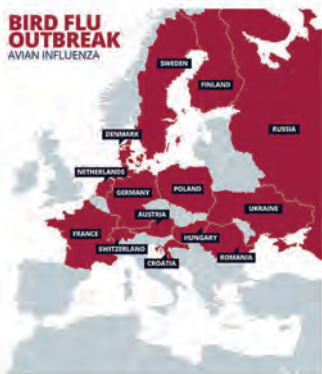 BIRD FLU
OUTBREAK
AVIAN INFLUENZA
SWEDEN
FINLAND
RUSSIA
DENMARK
NETHERLANDS
GERMANY
POLAND
UKRAINE
AUSTRIA
FRANCE
HUNGARY
SWITZERLAND
ROMANIA
CROATIA